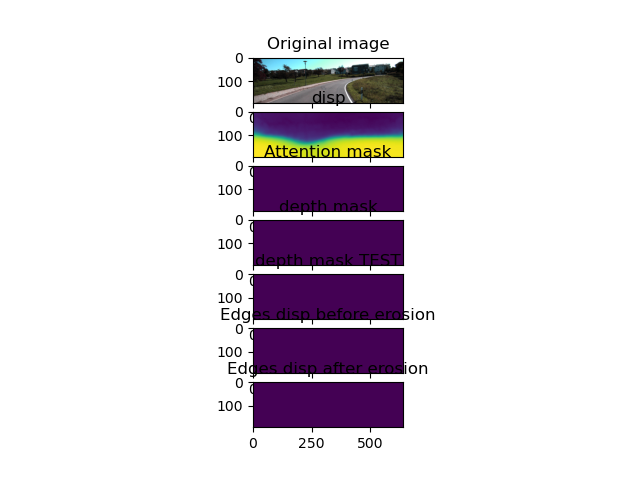 Original image
0
100
disp
0
100
Attention mask
0
100
depth mask
0
100
depth mask TEST
0
100
Edges disp before erosion
0
100
Edges disp after erosion
0
100
0 250 500